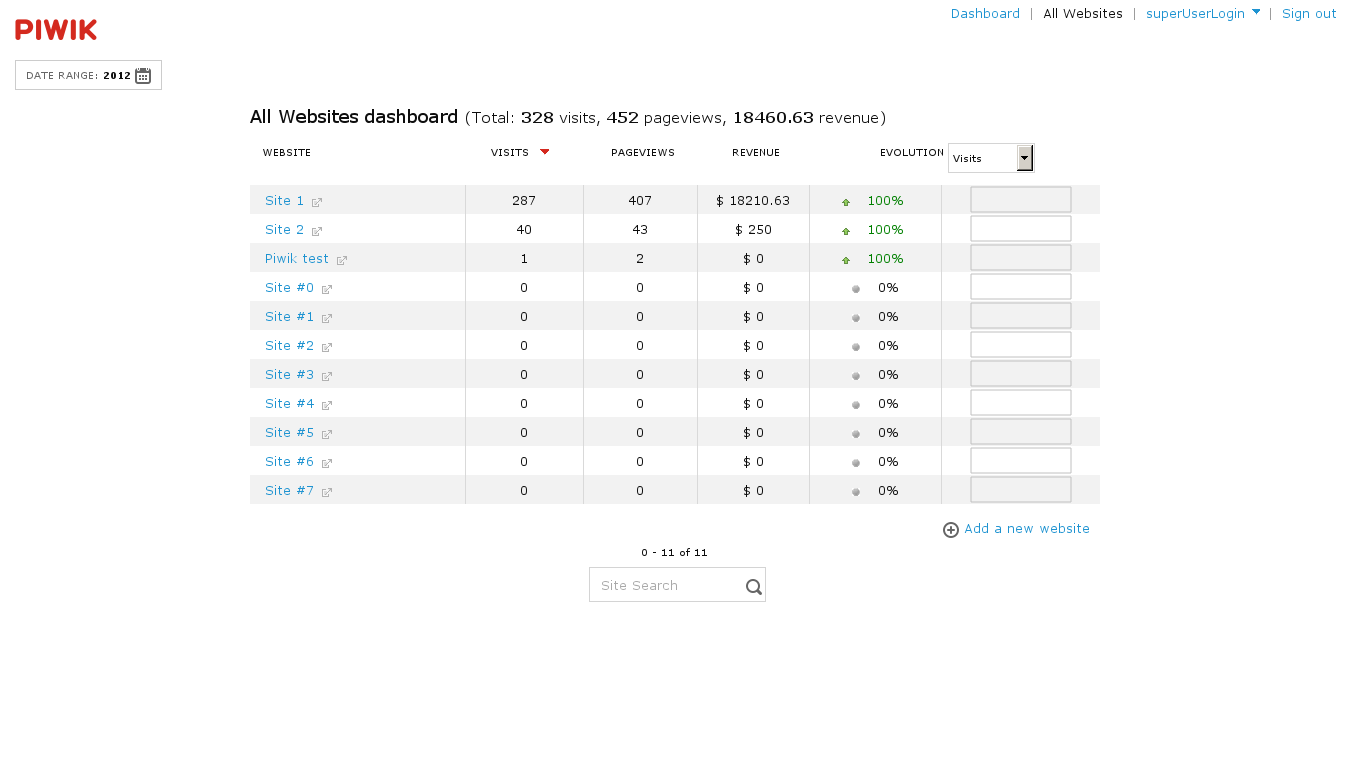 PIWIK
Dashboard | All Websites | superUserLogin | Sign out
DATE RANGE: 2012
All Websites dashboard (Total: 328 visits, 452 pageviews, 18460.63 revenue)
WEBSITE VISITS PAGEVIEWS REVENUE EVOLUTION Visits
Site 1 287 407 $ 18210.63 100%
Site 2 40 43 $ 250 100%
Piwik test 1 2 $ 0 100%
Site #0 0 0 $ 0 0%
Site #1 0 0 $ 0 0%
Site #2 0 0 $ 0 0%
Site #3 0 0 $ 0 0%
Site #4 0 0 $ 0 0%
Site #5 0 0 $ 0 0%
Site #6 0 0 $ 0 0%
Site #7 0 0 $ 0 0%
Add a new website
0 - 11 of 11
Site Search